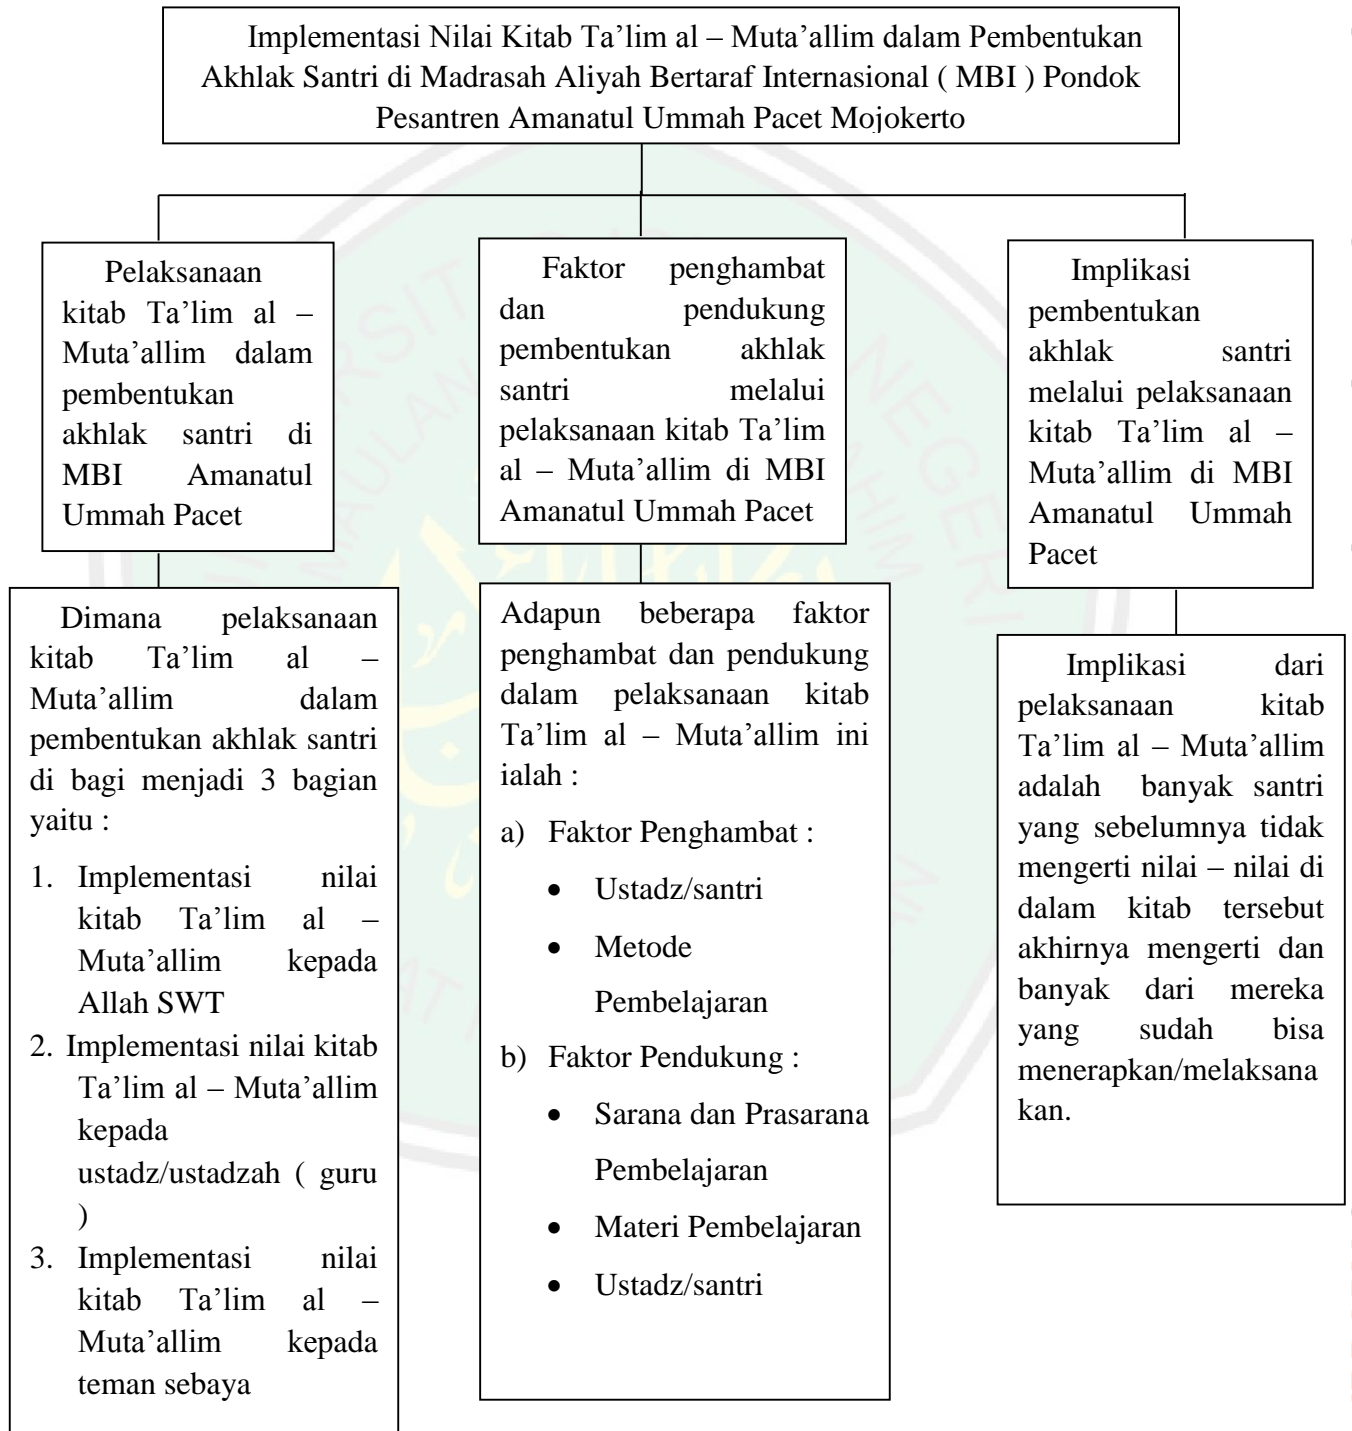 Implementasi Nilai Kitab Ta’lim al – Muta’allim dalam Pembentukan
Akhlak Santri di Madrasah Aliyah Bertaraf Internasional ( MBI ) Pondok
Pesantren Amanatul Ummah Pacet Mojokerto
Pelaksanaan
kitab Ta’lim al –
Muta’allim dalam
pembentukan
akhlak santri di
MBI Amanatul
Ummah Pacet
Faktor penghambat
dan pendukung
pembentukan akhlak
santri melalui
pelaksanaan kitab Ta’lim
al – Muta’allim di MBI
Amanatul Ummah Pacet
Implikasi
pembentukan
akhlak santri
melalui pelaksanaan
kitab Ta’lim al –
Muta’allim di MBI
Amanatul Ummah
Pacet
Dimana pelaksanaan
kitab Ta’lim al –
Muta’allim dalam
pembentukan akhlak santri
di bagi menjadi 3 bagian
yaitu :
1. Implementasi nilai
kitab Ta’lim al –
Muta’allim kepada
Allah SWT
2. Implementasi nilai kitab
Ta’lim al – Muta’allim
kepada
ustadz/ustadzah ( guru
)
3. Implementasi nilai
kitab Ta’lim al –
Muta’allim kepada
teman sebaya
Adapun beberapa faktor
penghambat dan pendukung
dalam pelaksanaan kitab
Ta’lim al – Muta’allim ini
ialah :
a) Faktor Penghambat :
• Ustadz/santri
• Metode
Pembelajaran
b) Faktor Pendukung :
• Sarana dan Prasarana
Pembelajaran
• Materi Pembelajaran
• Ustadz/santri
Implikasi dari
pelaksanaan kitab
Ta’lim al – Muta’allim
adalah banyak santri
yang sebelumnya tidak
mengerti nilai – nilai di
dalam kitab tersebut
akhirnya mengerti dan
banyak dari mereka
yang sudah bisa
menerapkan/melaksana
kan.